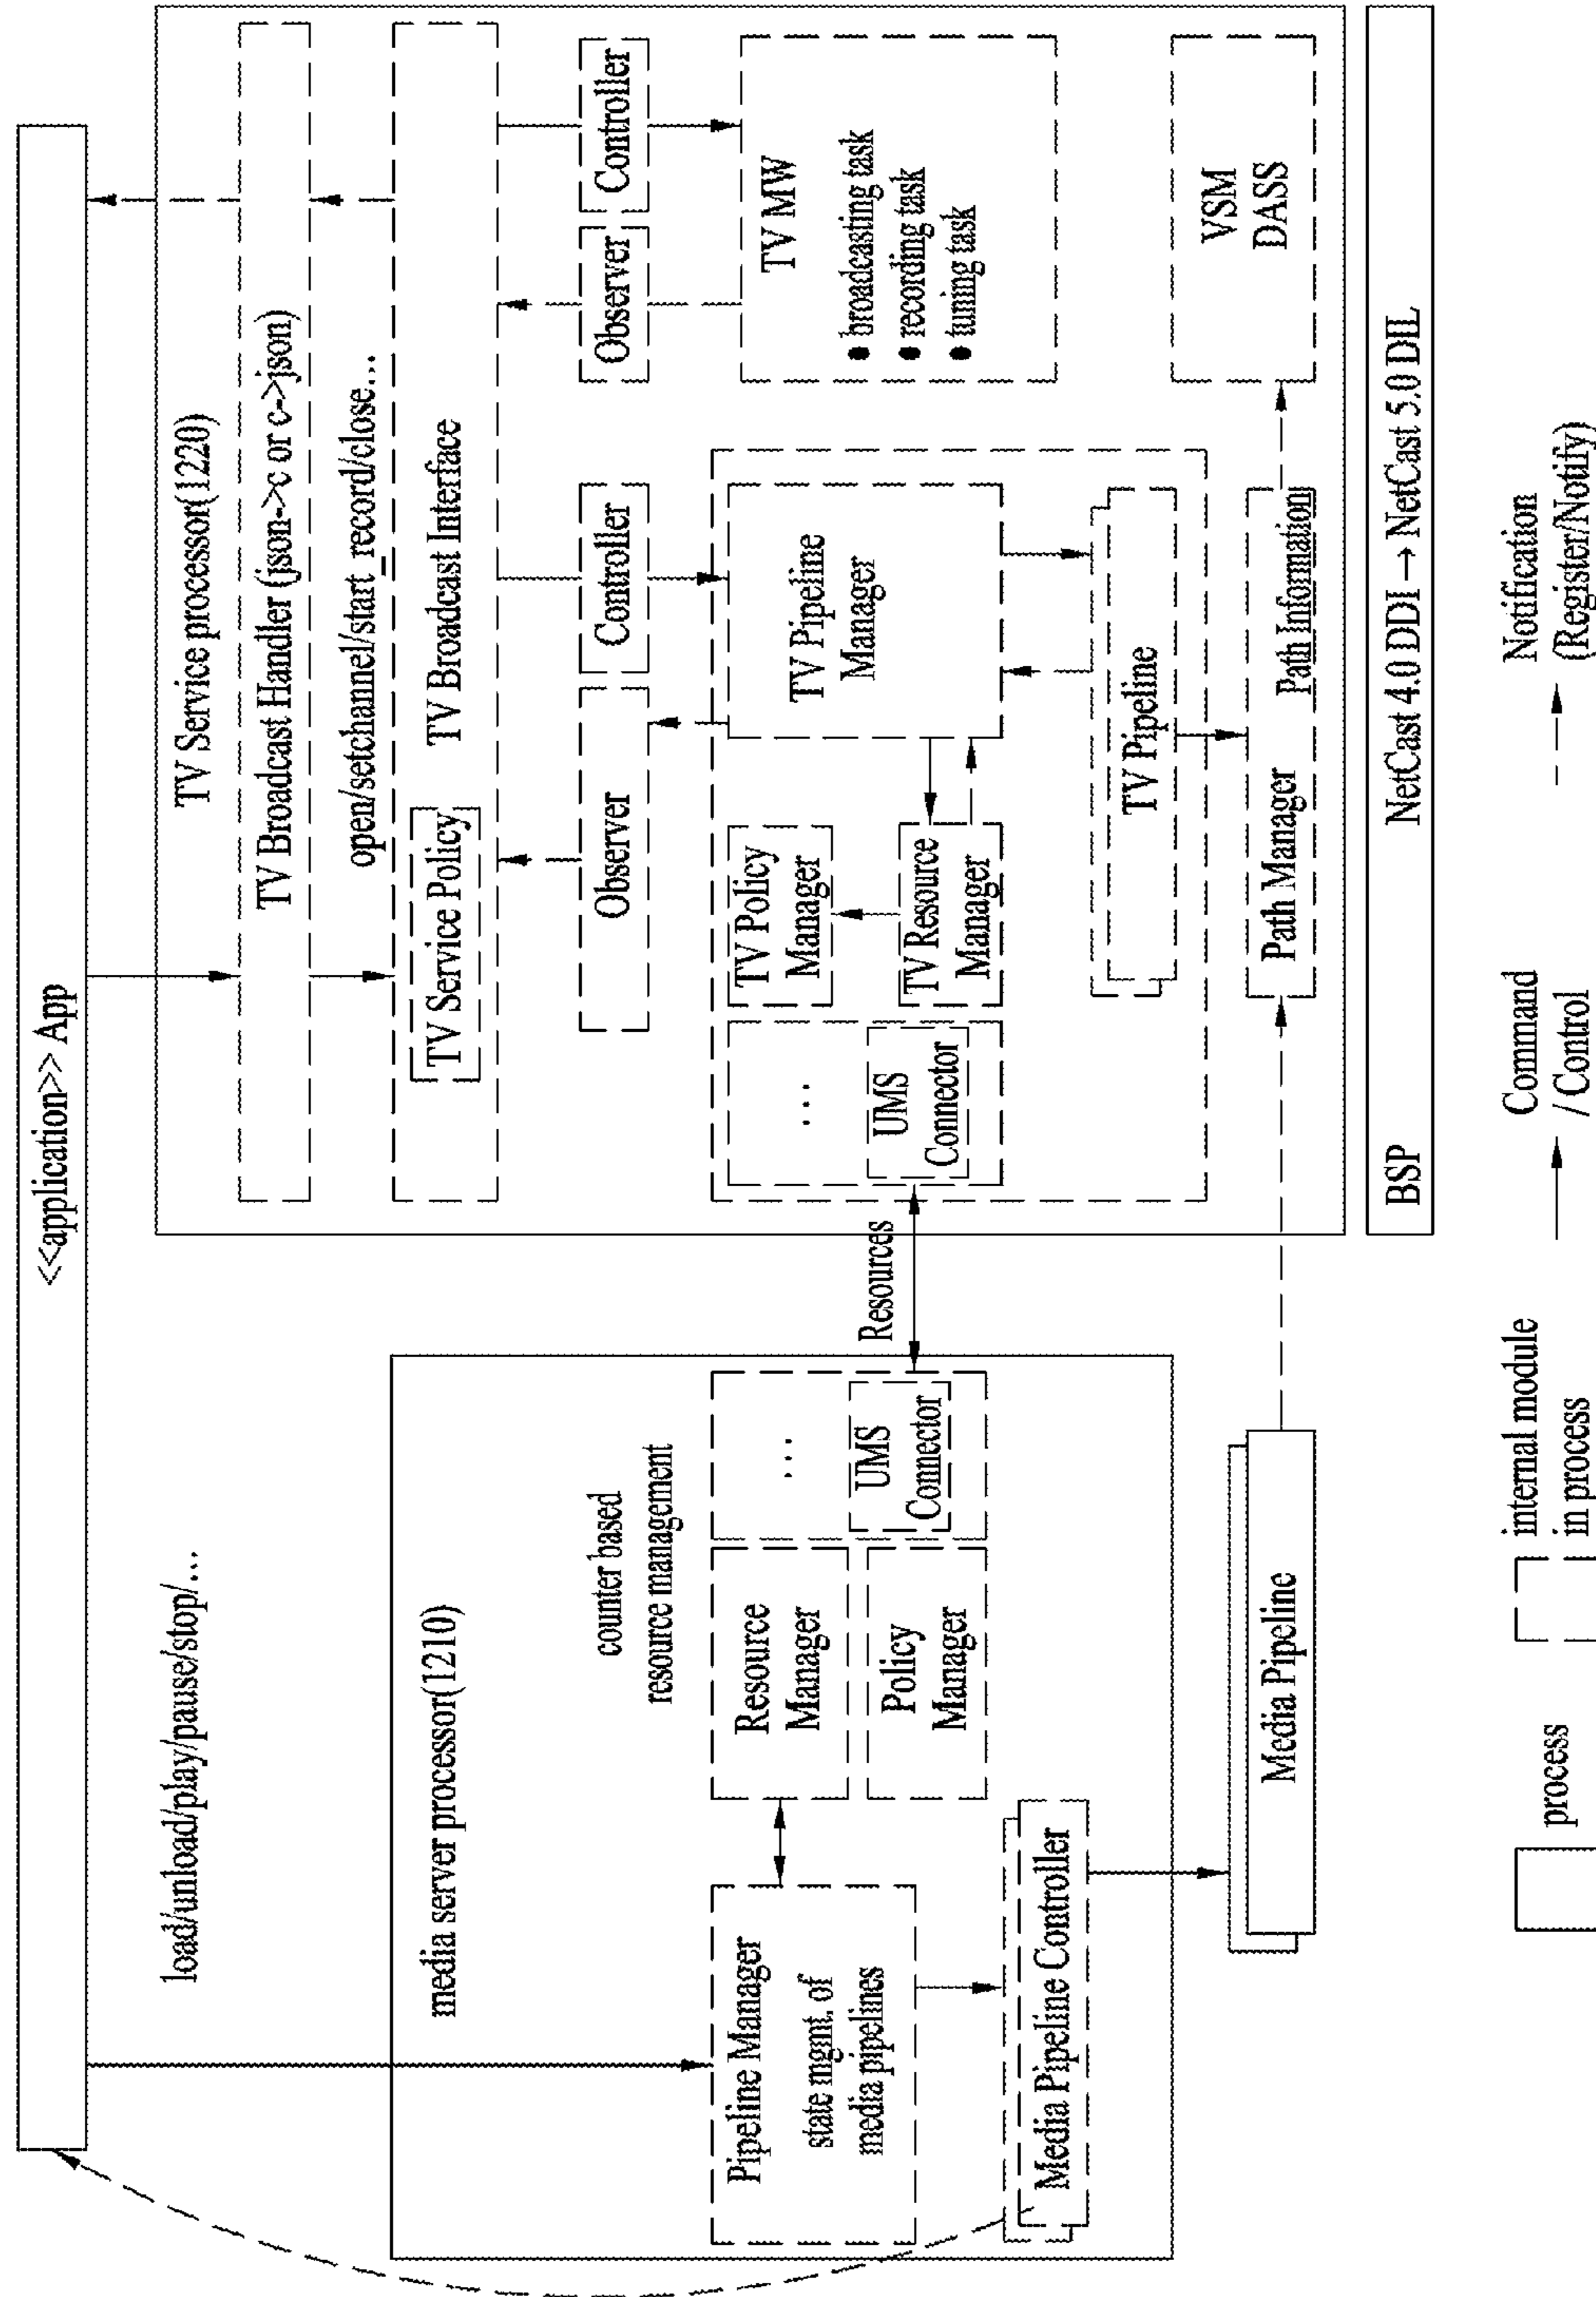 <<application>> App
load/unload/play/pause/stop/...
media server processor(1210)
counter based
resource management
Pipeline Manager
state mgmt. of
media pipelines
Resource
Manager
Policy
Manager
...
UMS
Connector
Media Pipeline Controller
Media Pipeline
Resources
TV Service processor(1220)
TV Broadcast Handler (json->c or c->json)
open/setchannel/start_record/close...
TV Service Policy
TV Broadcast Interface
Observer
Controller
Observer
Controller
...
UMS
Connector
TV Policy
Manager
TV Resource
Manager
TV Pipeline
Manager
TV Pipeline
TV MW
● broadcasting task
● recording task
● tuning task
Path Manager
Path Information
VSM
DASS
BSP
NetCast 4.0 DDI → NetCast 5.0 DIL
process
internal module
in process
Command
/ Control
Notification
(Register/Notify)